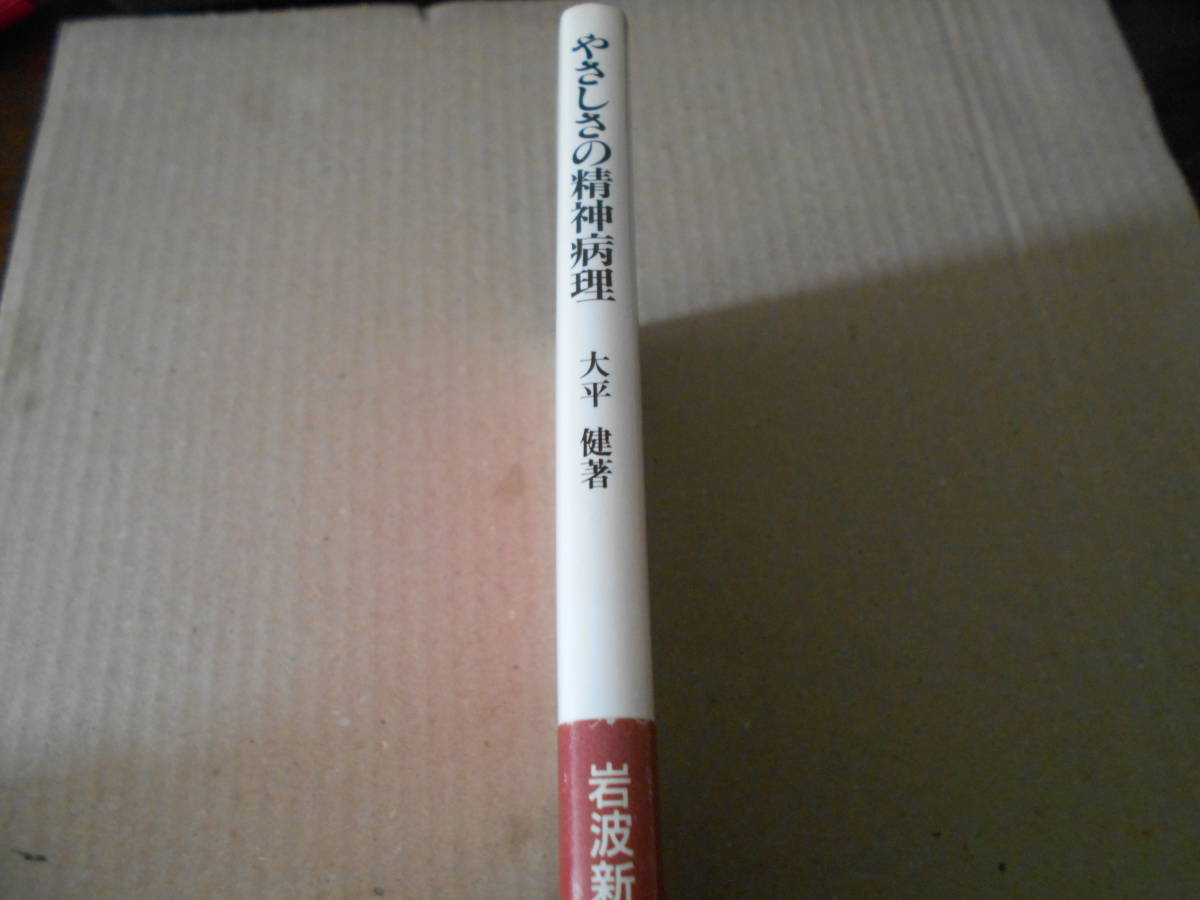 やさしさの精神病理
大平 健著
岩波新